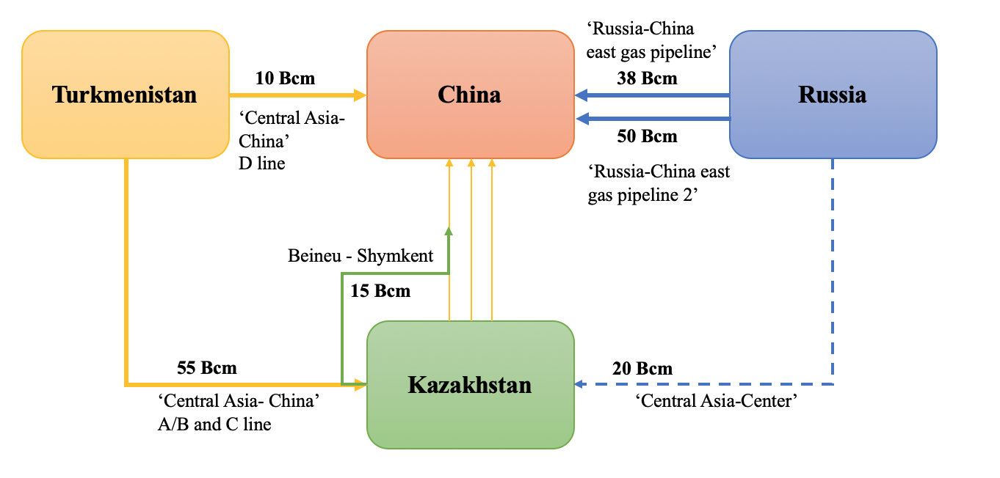 ‘Russia-China
east gas pipeline’
Turkmenistan
10 Bcm
‘Central Asia-
China’
D line
China
38 Bcm
50 Bcm
‘Russia-China east
gas pipeline 2’
Russia
Beineu - Shymkent
15 Bcm
55 Bcm
‘Central Asia- China’
A/B and C line
Kazakhstan
20 Bcm
‘Central Asia-Center’